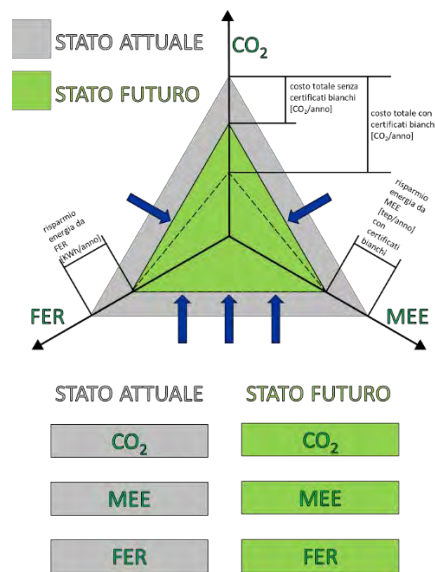 STATO ATTUALE
CO₂
STATO FUTURO
costo totale senza
certificati bianchi
[CO₂/anno]
costo totale con
certificati bianch
[CO₂/anno]
risparmio
energia da
FER
[KWh/anno]
risparmio
energia da
MEE
[tep/anno]
con
certificati
bianchi
FER
MEE
STATO ATTUALE
STATO FUTURO
CO₂
CO₂
MEE
MEE
FER
FER